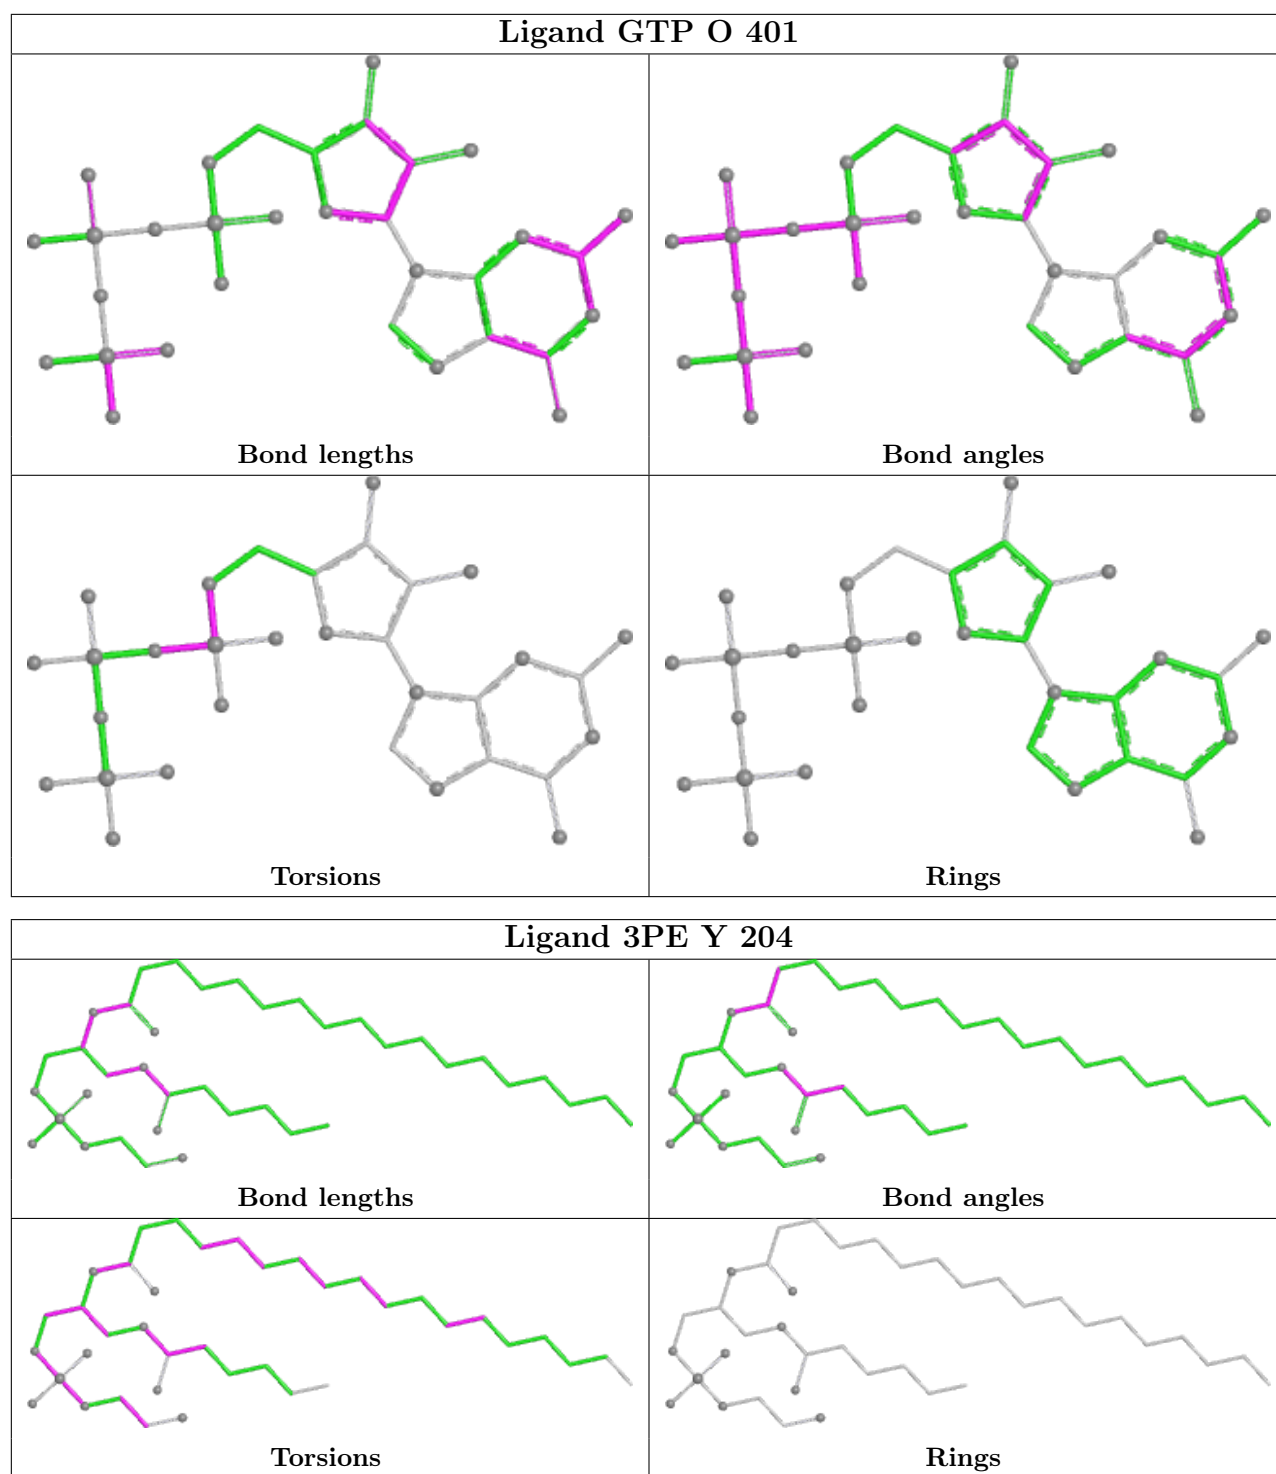 Ligand GTP O 401
Bond lengths
Bond angles
Torsions
Rings
Ligand 3PE Y 204
Bond lengths
Bond angles
Torsions
Rings